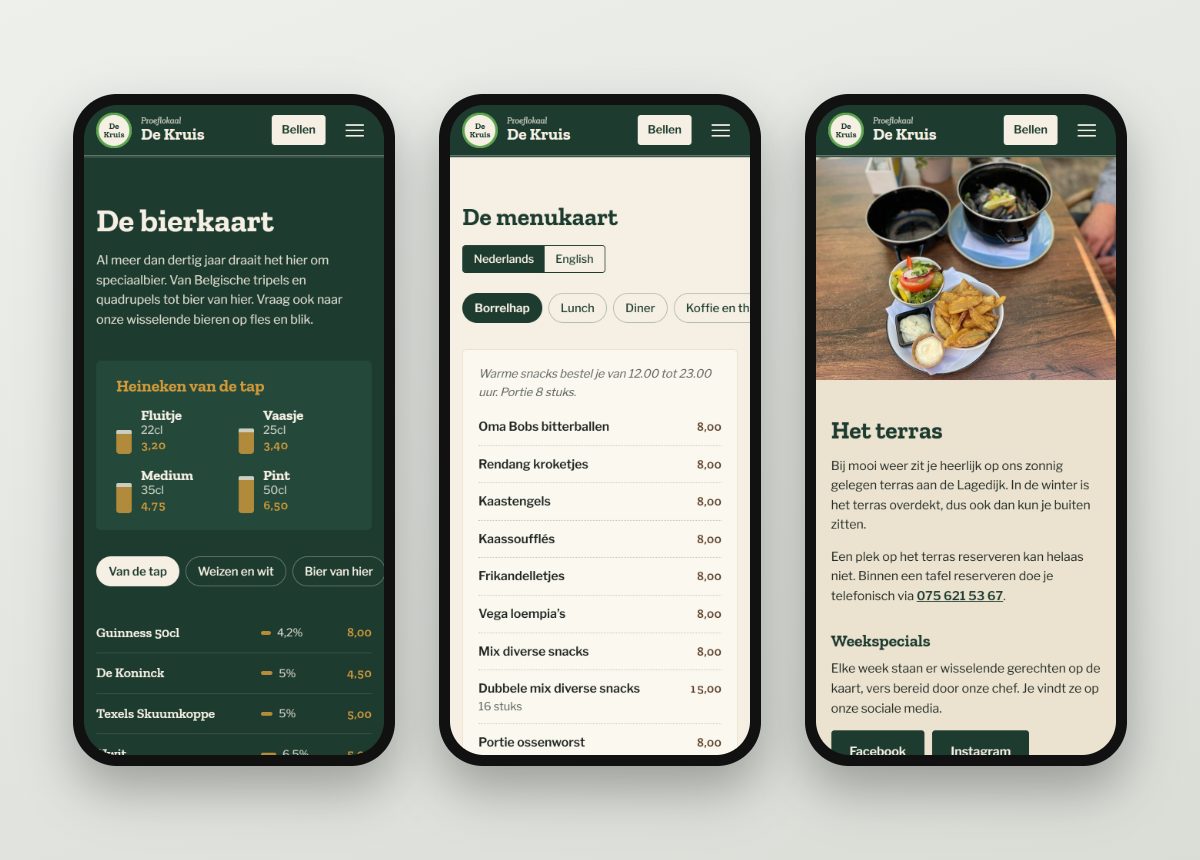 De
Kruis
Proeflokaal
De Kruis
Bellen
De bierkaart
Al meer dan dertig jaar draait het hier om
speciaalbier. Van Belgische tripels en
quadrupels tot bier van hier. Vraag ook naar
onze wisselende bieren op fles en blik.
Heineken van de tap
Fluitje
22cl
3,20
Vaasje
25cl
3,40
Medium
35cl
4,75
Pint
50cl
6,50
Van de tap
Weizen en wit
Bier van hier
Guinness 50cl 4,2% 8,00
De Koninck 5% 4,50
Texels Skuumkoppe 5% 5,00
6,5%
De
Kruis
Proeflokaal
De Kruis
Bellen
De menukaart
Nederlands
English
Borrelhap
Lunch
Diner
Koffie en th
Warme snacks bestel je van 12.00 tot 23.00
uur. Portie 8 stuks.
Oma Bobs bitterballen 8,00
Rendang kroketjes 8,00
Kaastengels 8,00
Kaassoufflés 8,00
Frikandelletjes 8,00
Vega loempia's 8,00
Mix diverse snacks 8,00
Dubbele mix diverse snacks 15,00
16 stuks
Portie ossenworst 8,00
De
Kruis
Proeflokaal
De Kruis
Bellen
Het terras
Bij mooi weer zit je heerlijk op ons zonnig
gelegen terras aan de Lagedijk. In de winter is
het terras overdekt, dus ook dan kun je buiten
zitten.
Een plek op het terras reserveren kan helaas
niet. Binnen een tafel reserveren doe je
telefonisch via 075 621 53 67.
Weekspecials
Elke week staan er wisselende gerechten op de
kaart, vers bereid door onze chef. Je vindt ze op
onze sociale media.
Facebook
Instagram